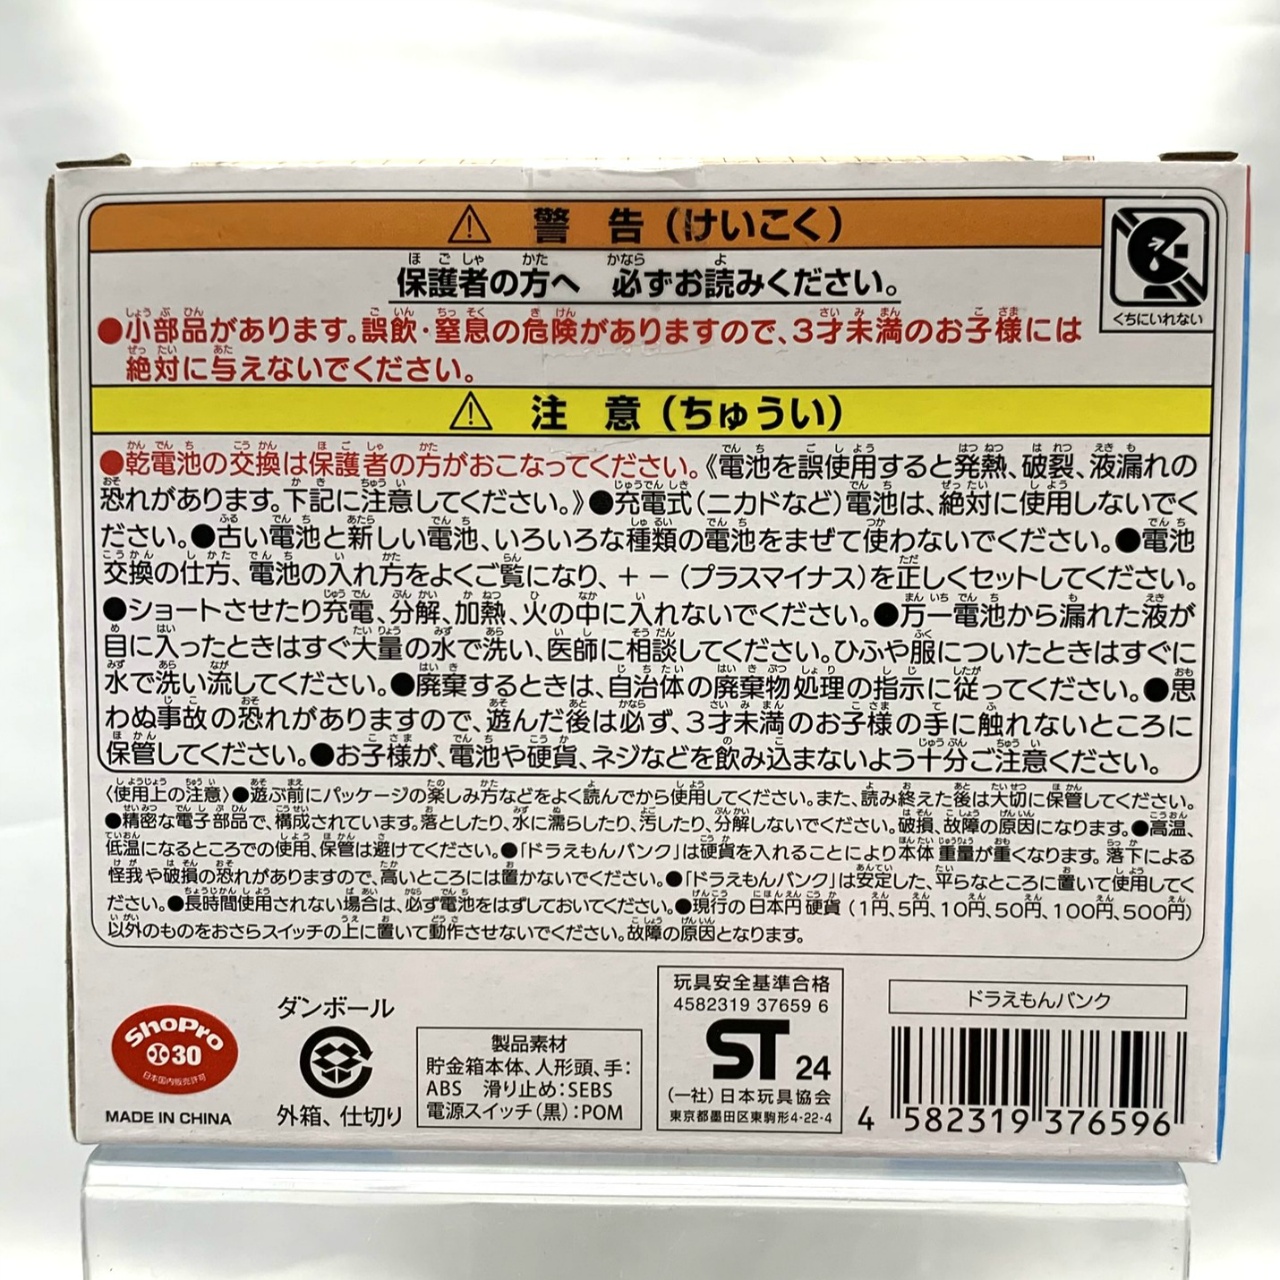 ⚠ 警 告（けいこく）
くちにいれない
保護者の方へ 必ずお読みください。
●小部品があります。誤飲・窒息の危険がありますので、3才未満のお子様には
絶対に与えないでください。
⚠ 注 意（ちゅうい）
●乾電池の交換は保護者の方がおこなってください。《電池を誤使用すると発熱、破裂、液漏れの
恐れがあります。下記に注意してください。》●充電式（ニカドなど）電池は、絶対に使用しないでく
ださい。●古い電池と新しい電池、いろいろな種類の電池をまぜて使わないでください。●電池
交換の仕方、電池の入れ方をよくご覧になり、＋－（プラスマイナス）を正しくセットしてください。
●ショートさせたり充電、分解、加熱、火の中に入れないでください。●万一電池から漏れた液が
目に入ったときはすぐ大量の水で洗い、医師に相談してください。ひふや服についたときはすぐに
水で洗い流してください。●廃棄するときは、自治体の廃棄物処理の指示に従ってください。●思
わぬ事故の恐れがありますので、遊んだ後は必ず、3才未満のお子様の手に触れないところに
保管してください。●お子様が、電池や硬貨、ネジなどを飲み込まないよう十分ご注意ください。
〈使用上の注意〉●遊ぶ前にパッケージの楽しみ方などをよく読んでから使用してください。また、読み終えた後は大切に保管してください。
●精密な電子部品で、構成されています。落としたり、水に濡らしたり、汚したり、分解しないでください。破損、故障の原因になります。●高温、
低温になるところでの使用、保管は避けてください。●「ドラえもんバンク」は硬貨を入れることにより本体重量が重くなります。落下による
怪我や破損の恐れがありますので、高いところには置かないでください。●「ドラえもんバンク」は安定した、平らなところに置いて使用してく
ださい。●長時間使用されない場合は、必ず電池をはずしておいてください。●現行の日本円硬貨（1円、5円、10円、50円、100円、500円）
以外のものをおさらスイッチの上に置いて動作させないでください。故障の原因となります。
ShoPro
30
日本国内販売許可
MADE IN CHINA
ダンボール
外箱、仕切り
製品素材
貯金箱本体、人形頭、手：
ABS 滑り止め：SEBS
電源スイッチ（黒）：POM
玩具安全基準合格
4582319 37659 6
ST 24
（一社）日本玩具協会
東京都墨田区東駒形4-22-4
ドラえもんバンク
4 582319 376596